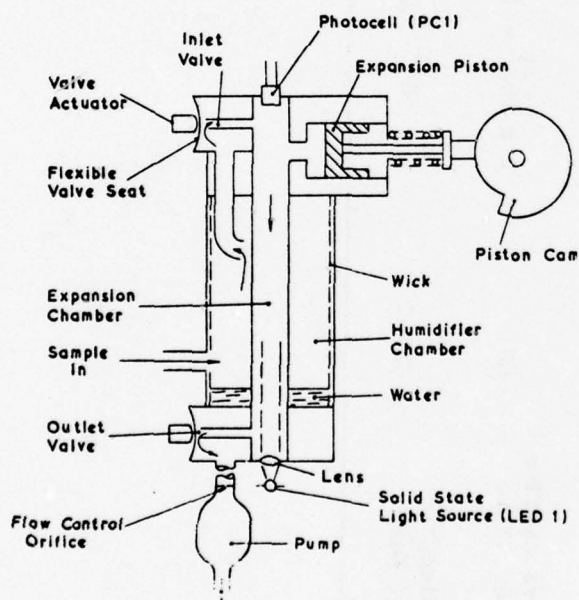 Photocell (PC1)
Inlet
Valve
Expansion Piston
Valve
Actuator
Flexible
Valve Seat
Piston Cam
Wick
Expansion
Chamber
Humidifier
Chamber
Sample
In
Water
Outlet
Valve
Lens
Solid State
Light Source (LED 1)
Flow Control
Orifice
Pump